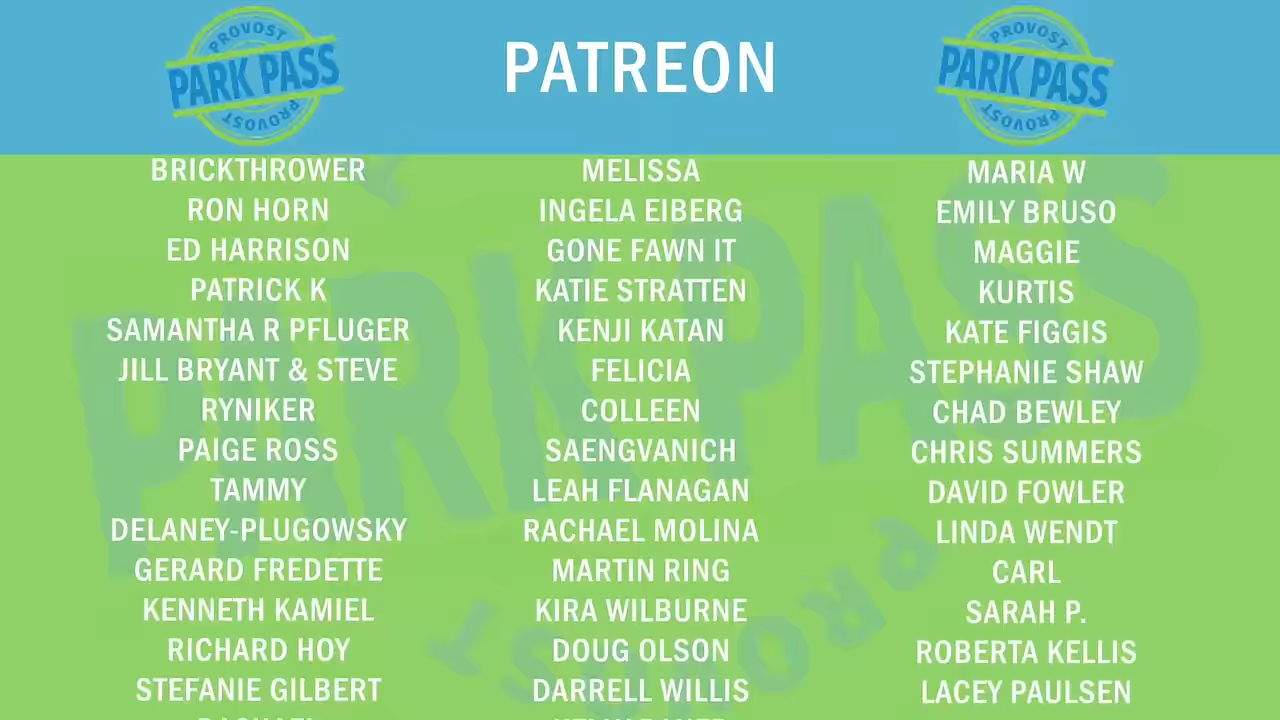 PROVOST
PARK PASS
PROVOST
PATREON
PROVOST
PARK PASS
PROVOST
BRICKTHROWER
RON HORN
ED HARRISON
PATRICK K
SAMANTHA R PFLUGER
JILL BRYANT & STEVE
RYNIKER
PAIGE ROSS
TAMMY
DELANEY-PLUGOWSKY
GERARD FREDETTE
KENNETH KAMIEL
RICHARD HOY
STEFANIE GILBERT
MELISSA
INGELA EIBERG
GONE FAWN IT
KATIE STRATTEN
KENJI KATAN
FELICIA
COLLEEN
SAENGVANICH
LEAH FLANAGAN
RACHAEL MOLINA
MARTIN RING
KIRA WILBURNE
DOUG OLSON
DARRELL WILLIS
MARIA W
EMILY BRUSO
MAGGIE
KURTIS
KATE FIGGIS
STEPHANIE SHAW
CHAD BEWLEY
CHRIS SUMMERS
DAVID FOWLER
LINDA WENDT
CARL
SARAH P.
ROBERTA KELLIS
LACEY PAULSEN
PARK PASS
PROVOST